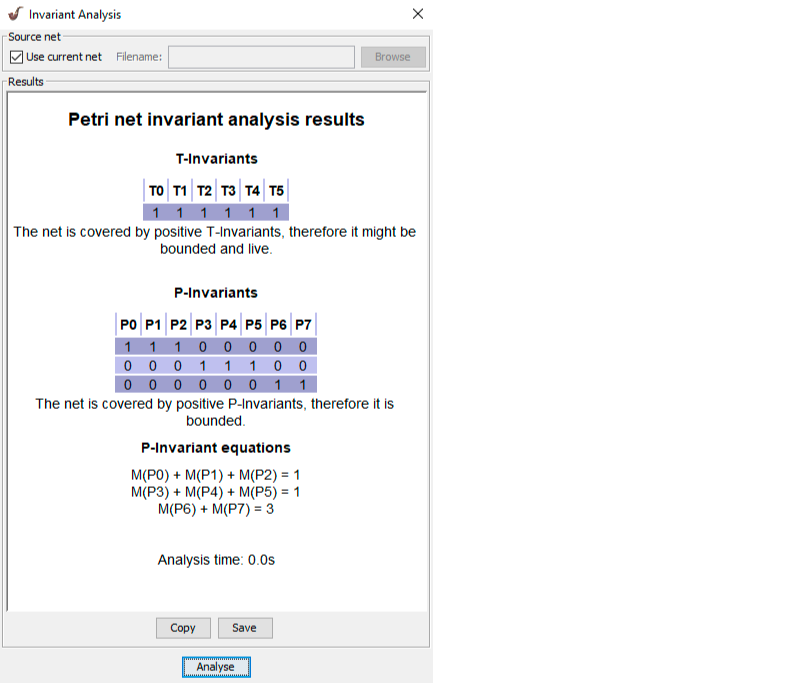 Invariant Analysis
Source net
Use current net Filename: Browse
Results
Petri net invariant analysis results
T-Invariants
T0 T1 T2 T3 T4 T5
1 1 1 1 1 1
The net is covered by positive T-Invariants, therefore it might be
bounded and live.
P-Invariants
P0 P1 P2 P3 P4 P5 P6 P7
1 1 1 0 0 0 0 0
0 0 0 1 1 1 0 0
0 0 0 0 0 0 1 1
The net is covered by positive P-Invariants, therefore it is
bounded.
P-Invariant equations
M(P0) + M(P1) + M(P2) = 1
M(P3) + M(P4) + M(P5) = 1
M(P6) + M(P7) = 3
Analysis time: 0.0s
Copy Save
Analyse